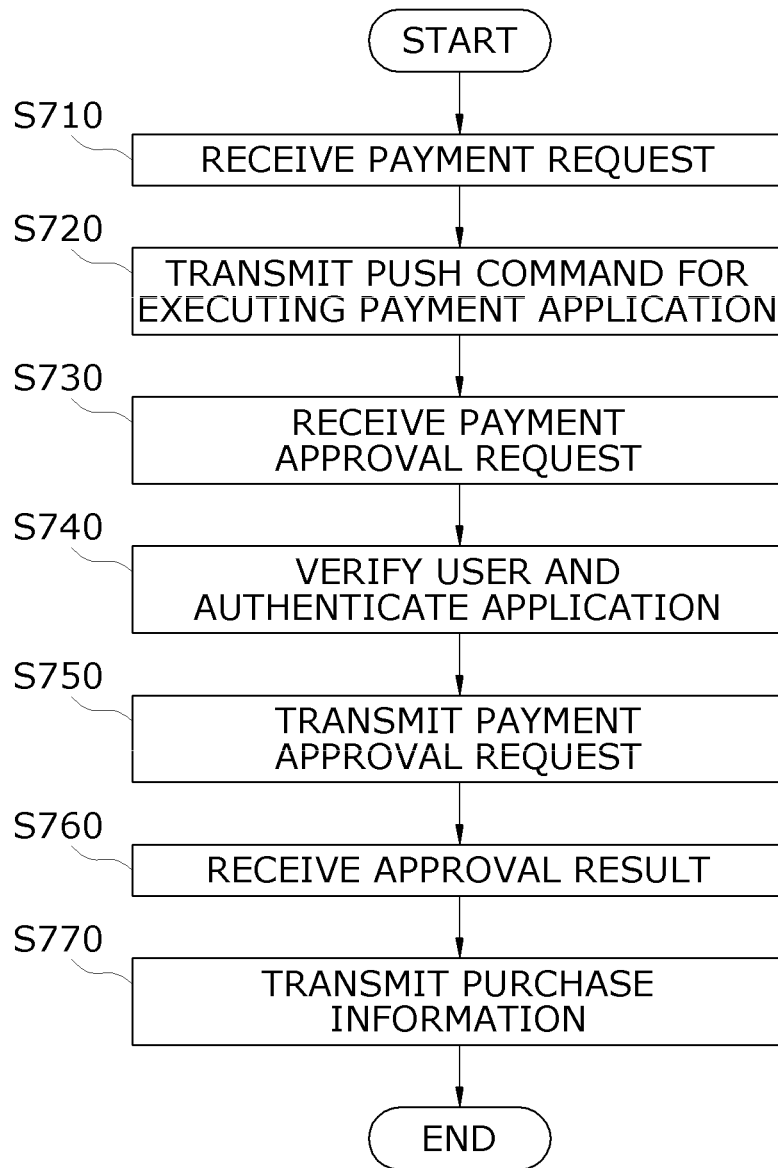 START
S710
RECEIVE PAYMENT REQUEST
S720
TRANSMIT PUSH COMMAND FOR
EXECUTING PAYMENT APPLICATION
S730
RECEIVE PAYMENT
APPROVAL REQUEST
S740
VERIFY USER AND
AUTHENTICATE APPLICATION
S750
TRANSMIT PAYMENT
APPROVAL REQUEST
S760
RECEIVE APPROVAL RESULT
S770
TRANSMIT PURCHASE
INFORMATION
END